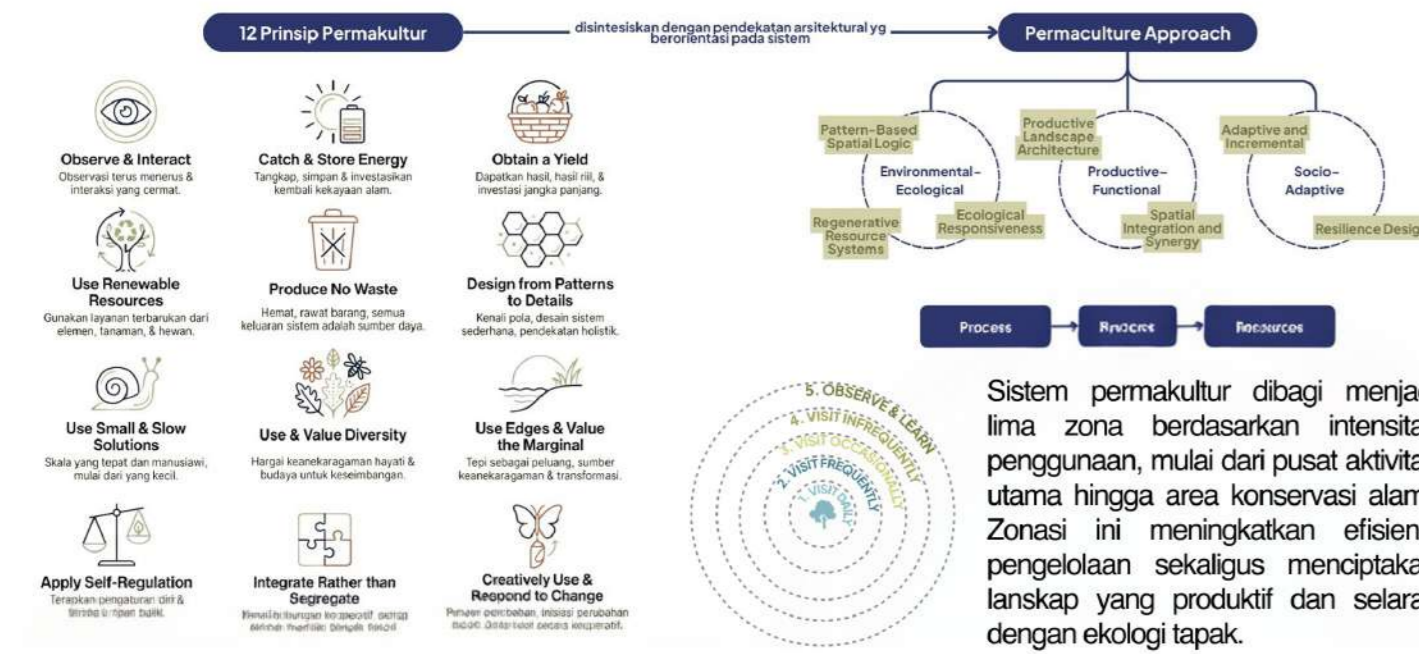 12 Prinsip Permakultur
disintesiskan dengan pendekatan arsitektural yg
berorientasi pada sistem
Permaculture Approach
Observe & Interact
Observasi terus menerus &
interaksi yang cermat.
Catch & Store Energy
Tangkap, simpan & investasikan
kembali kekayaan alam.
Obtain a Yield
Dapatkan hasil, hasil riil, &
investasi jangka panjang.
Use Renewable
Resources
Gunakan layanan terbarukan dari
elemen, tanaman, & hewan.
Produce No Waste
Hemat, rawat barang, semua
keluaran sistem adalah sumber daya.
Design from Patterns
to Details
Kenali pola, desain sistem
sederhana, pendekatan holistik.
Use Small & Slow
Solutions
Skala yang tepat dan manusiawi,
mulai dari yang kecil.
Use & Value Diversity
Hargai keanekaragaman hayati &
budaya untuk keseimbangan.
Use Edges & Value
the Marginal
Tepi sebagai peluang, sumber
keanekaragaman & transformasi.
Apply Self-Regulation
Terapkan pengaturan diri &
Integrate Rather than
Segregate
Creatively Use &
Respond to Change
perubahan, inisiasi perubahan
secara kooperatif.
Pattern-Based
Spatial Logic
Environmental-
Ecological
Regenerative
Resource
Systems
Ecological
Responsiveness
Productive
Landscape
Architecture
Productive-
Functional
Spatial
Integration and
Synergy
Adaptive and
Incremental
Socio-
Adaptive
Resilience Desig
Process
5. OBSERVE & LEARN
4. VISIT INFREQUENTLY
3. VISIT OCCASIONALLY
2. VISIT FREQUENTLY
1. VISIT DAILY
Sistem permakultur dibagi menjad
lima zona berdasarkan intensita
penggunaan, mulai dari pusat aktivita
utama hingga area konservasi alam
Zonasi ini meningkatkan efisien
pengelolaan sekaligus menciptaka
lanskap yang produktif dan selara
dengan ekologi tapak.